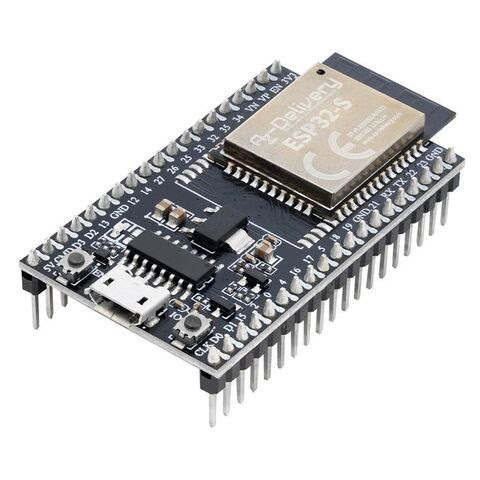 AZ-Delivery
ESP32-S
CE
3V3
EN
VP
VN
34
35
32
33
25
26
27
14
12
GND
13
D2
D3
CMD
5V
GND
23
22
TX
RX
21
GND
19
18
5
17
16
4
0
2
15
D1
D0
CLK